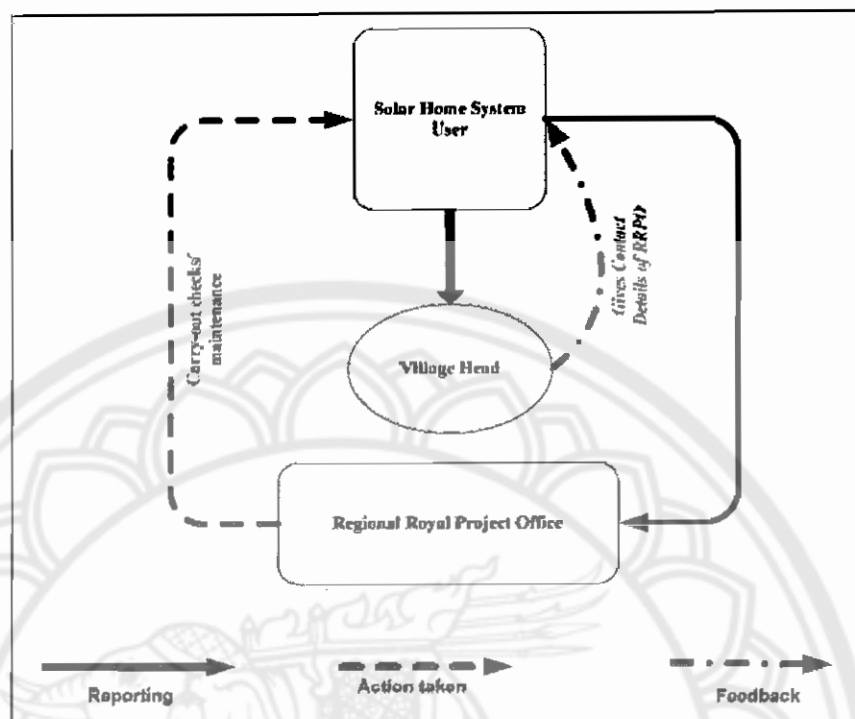 Solar Home System
User
Carry-out checks/
maintenance
Gives Contact
Details of RRPO
Village Head
Regional Royal Project Office
Reporting
Action taken
Feedback